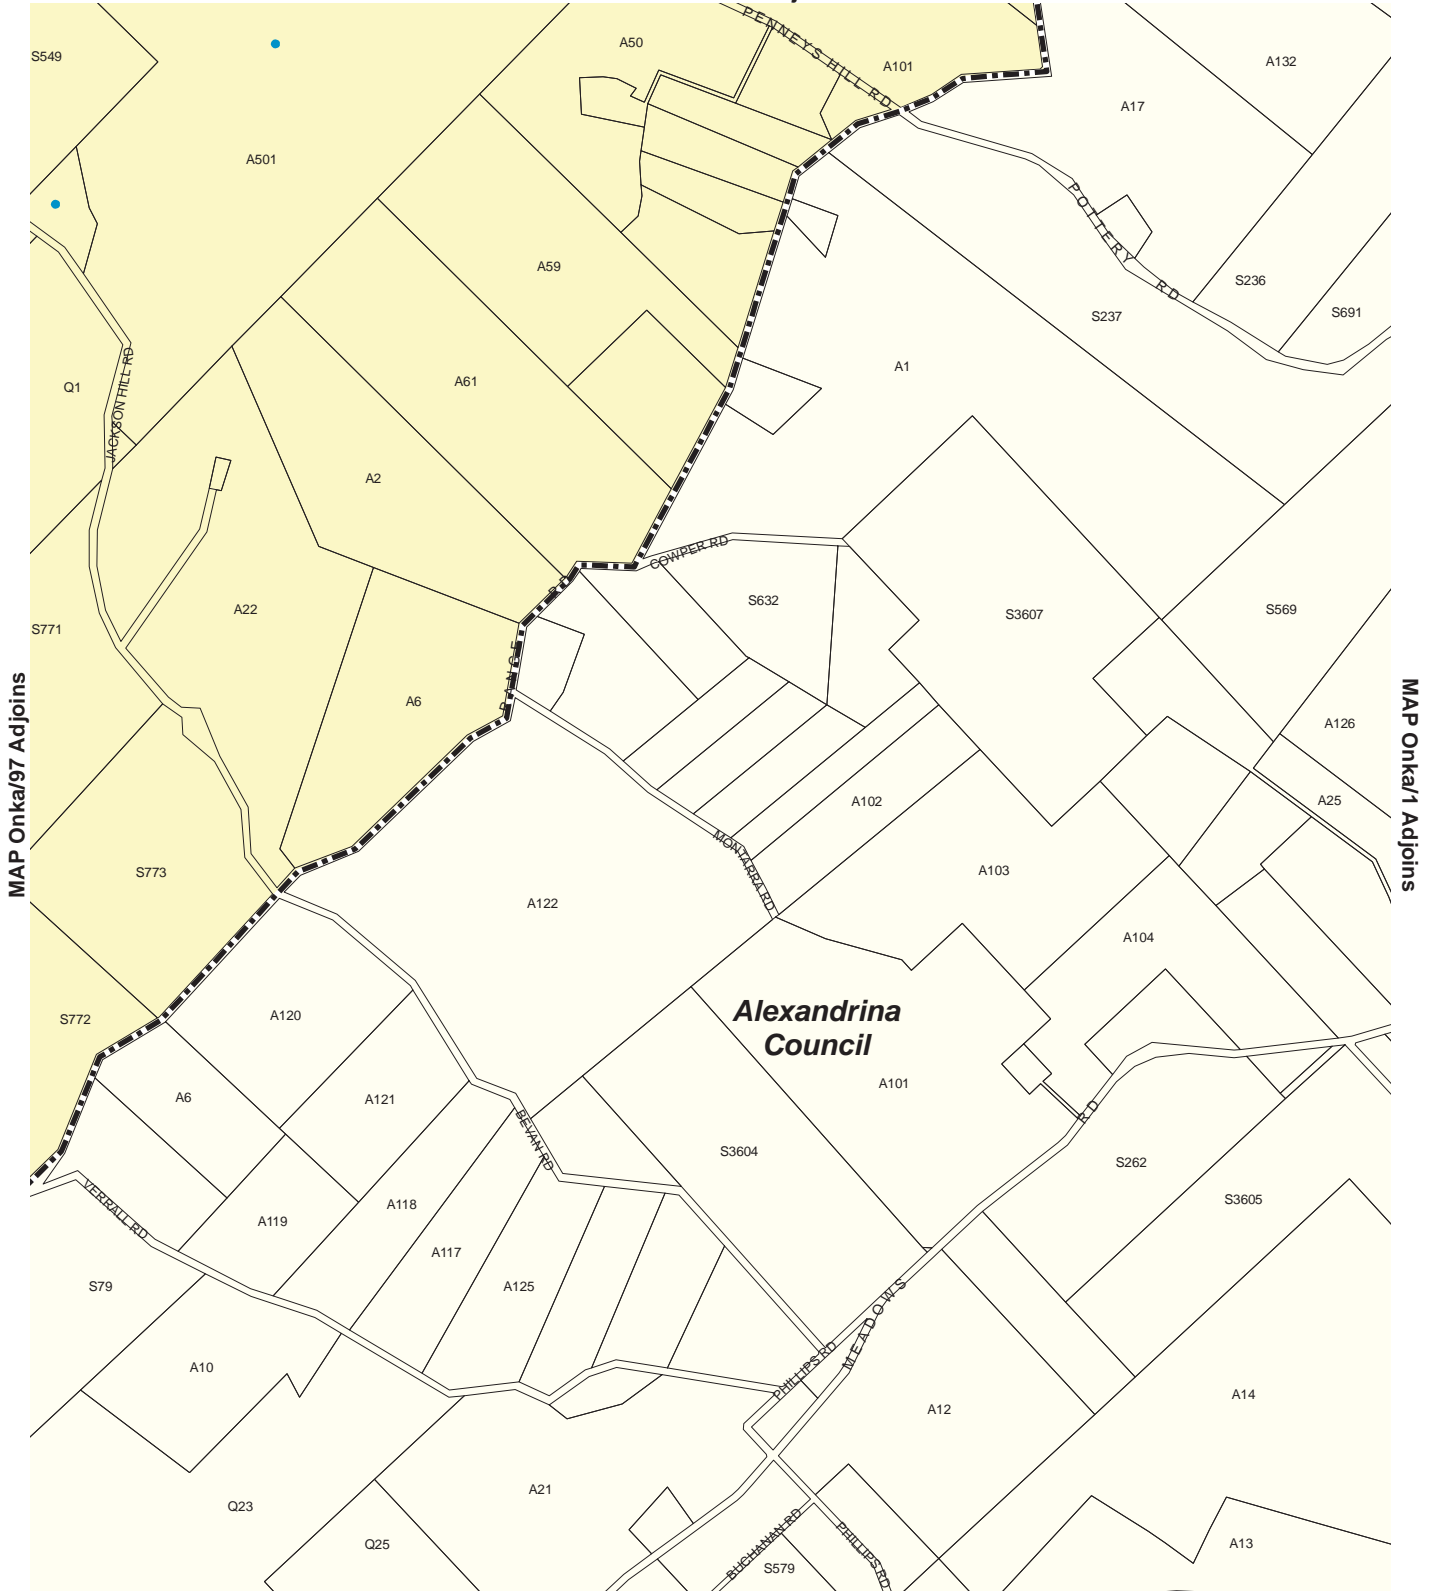 PENNEYS HILL RD
A50
S549
A101
A132
A17
A501
POTTERY RD
A59
S236
S691
S237
Q1
JACKSON HILL RD
A61
A1
A2
COWPER RD
S632
A22
S3607
S569
S771
RANGE RD
A6
A126
MAP Onka/97 Adjoins
MAP Onka/1 Adjoins
A102
A25
MONTARRA RD
S773
A103
A122
A104
S772
A120
Alexandrina
Council
A6
A121
A101
BEVAN RD
S3604
RD
S262
S3605
VERRALL RD
A119
A118
A117
S79
A125
MEADOWS
A10
PHILLIPS RD
A12
A14
Q23
A21
Q25
BUCHANAN RD
PHILLIPS RD
S579
A13